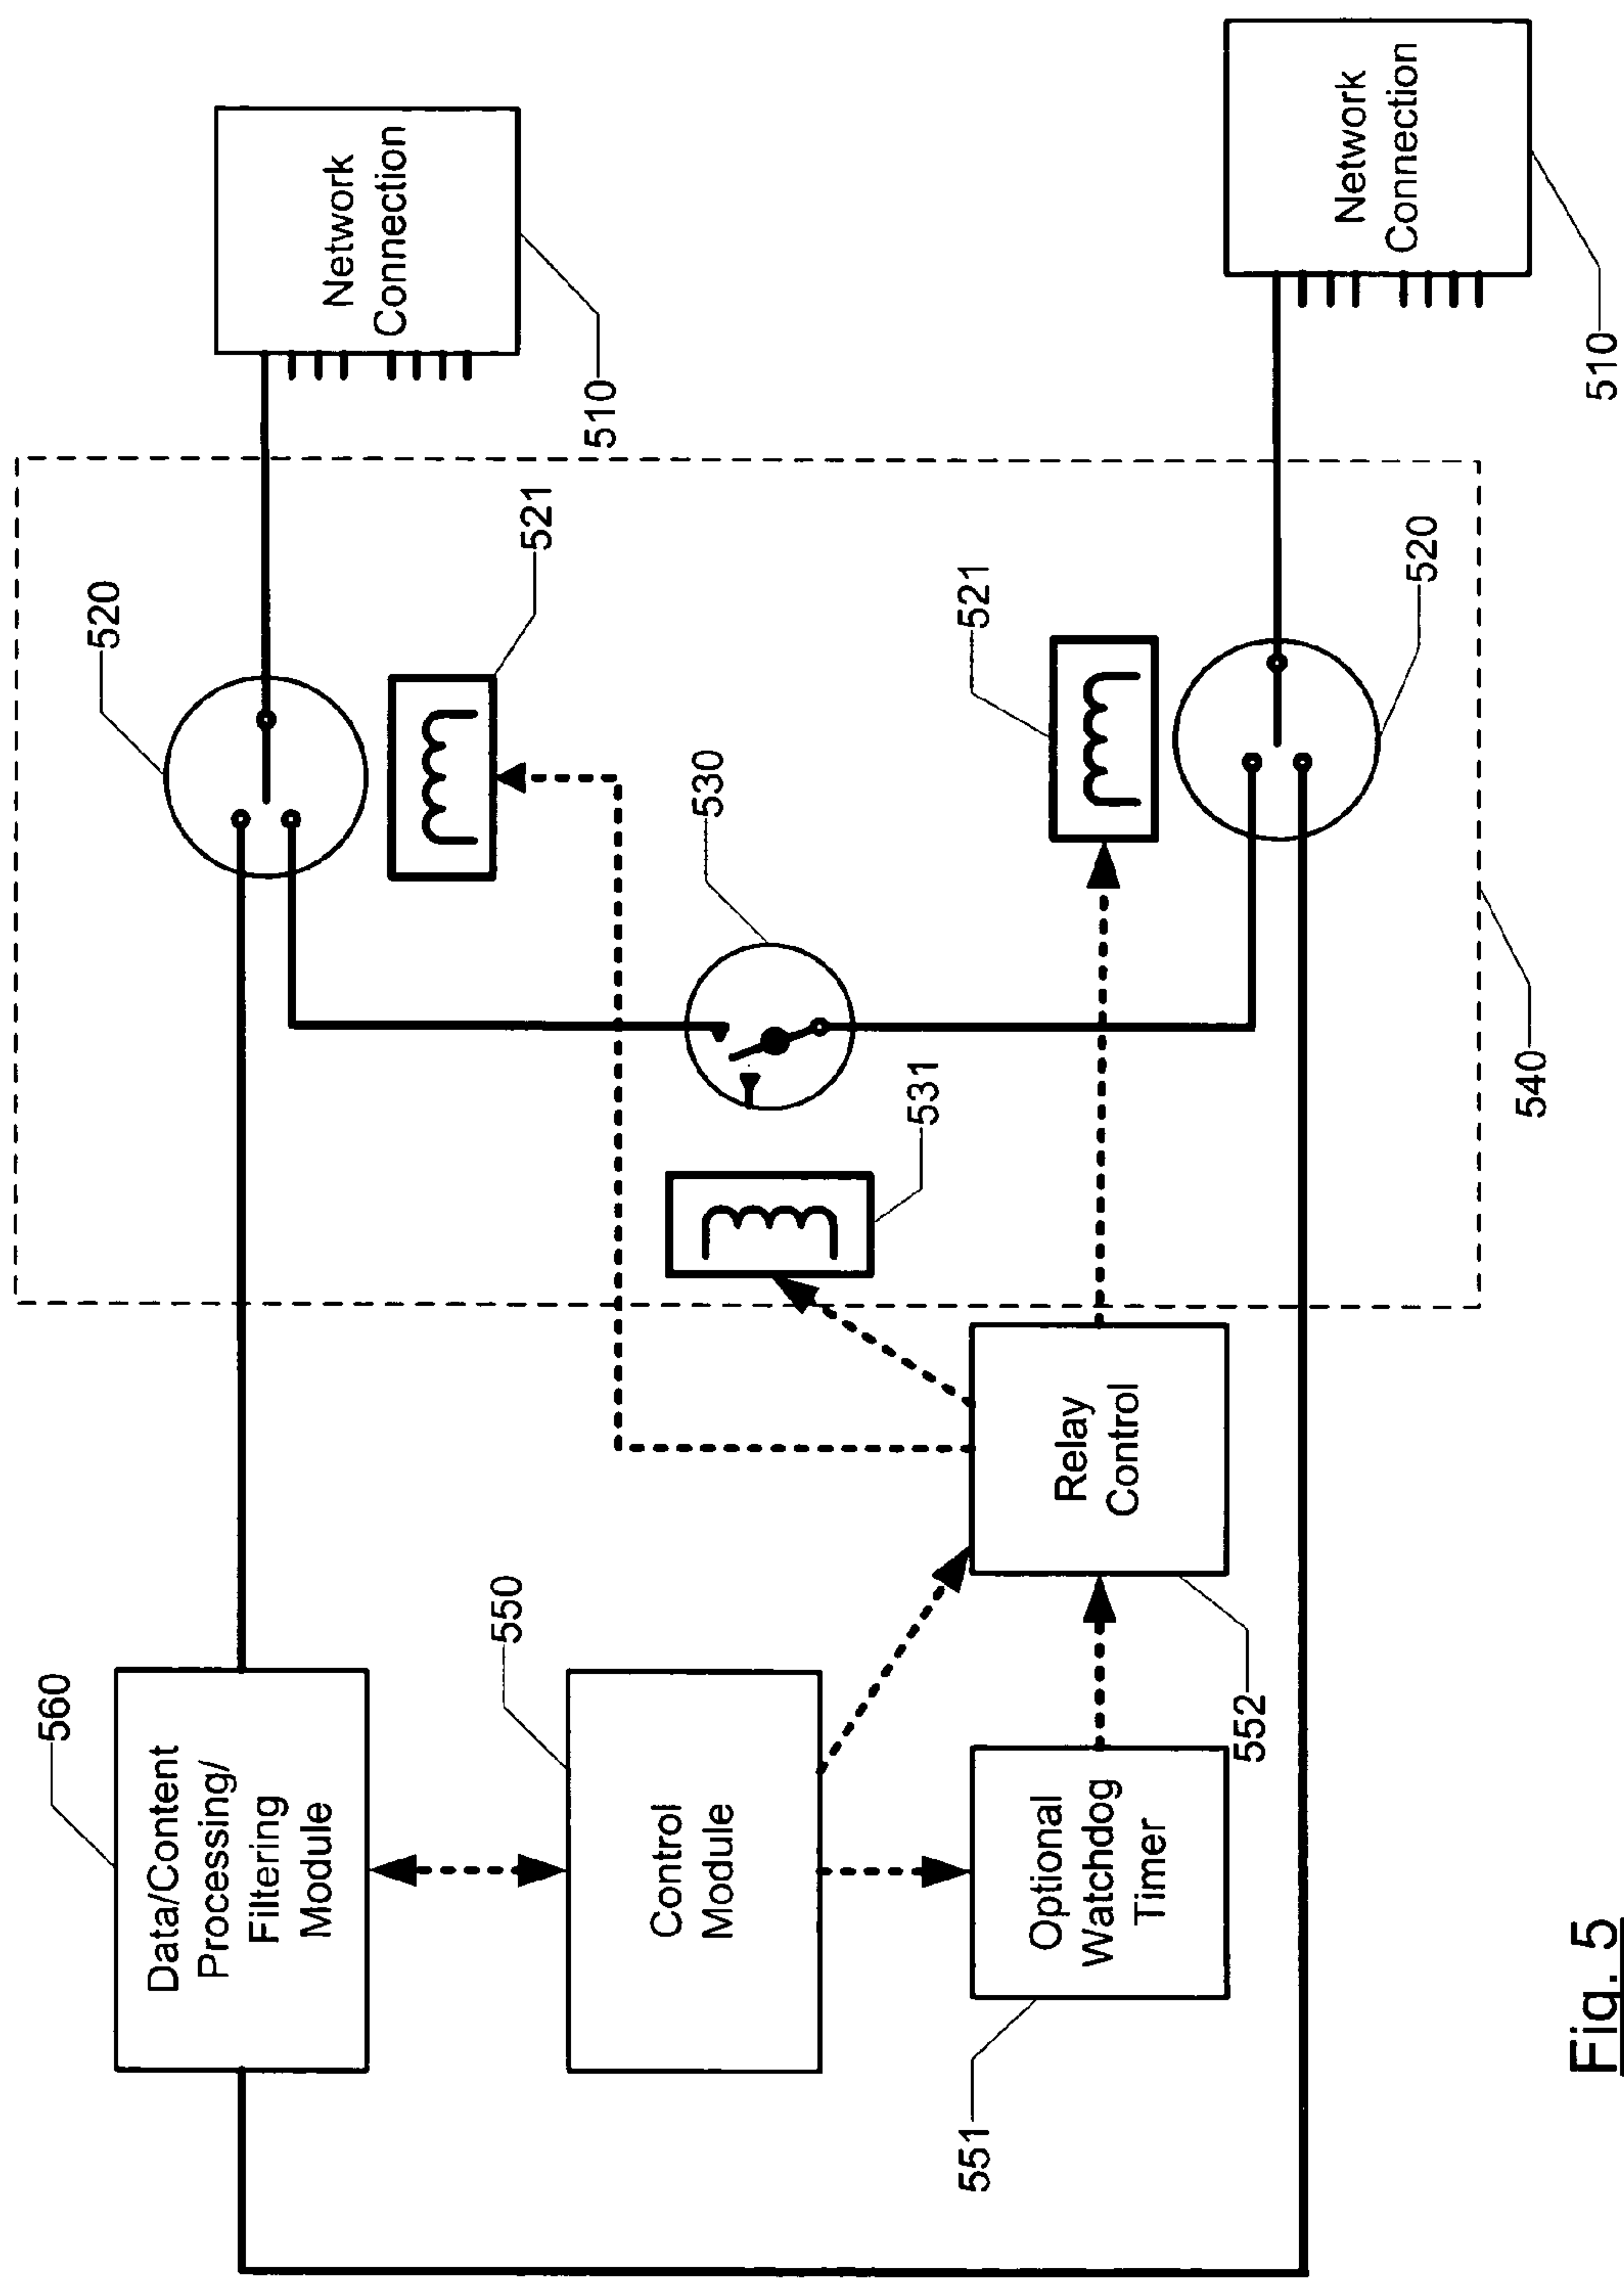 560
Data/Content
Processing/
Filtering
Module
520
Network
Connection
510
521
550
Control
Module
530
531
521
520
Network
Connection
510
Relay
Control
552
Optional
Watchdog
Timer
551
540
Fig. 5